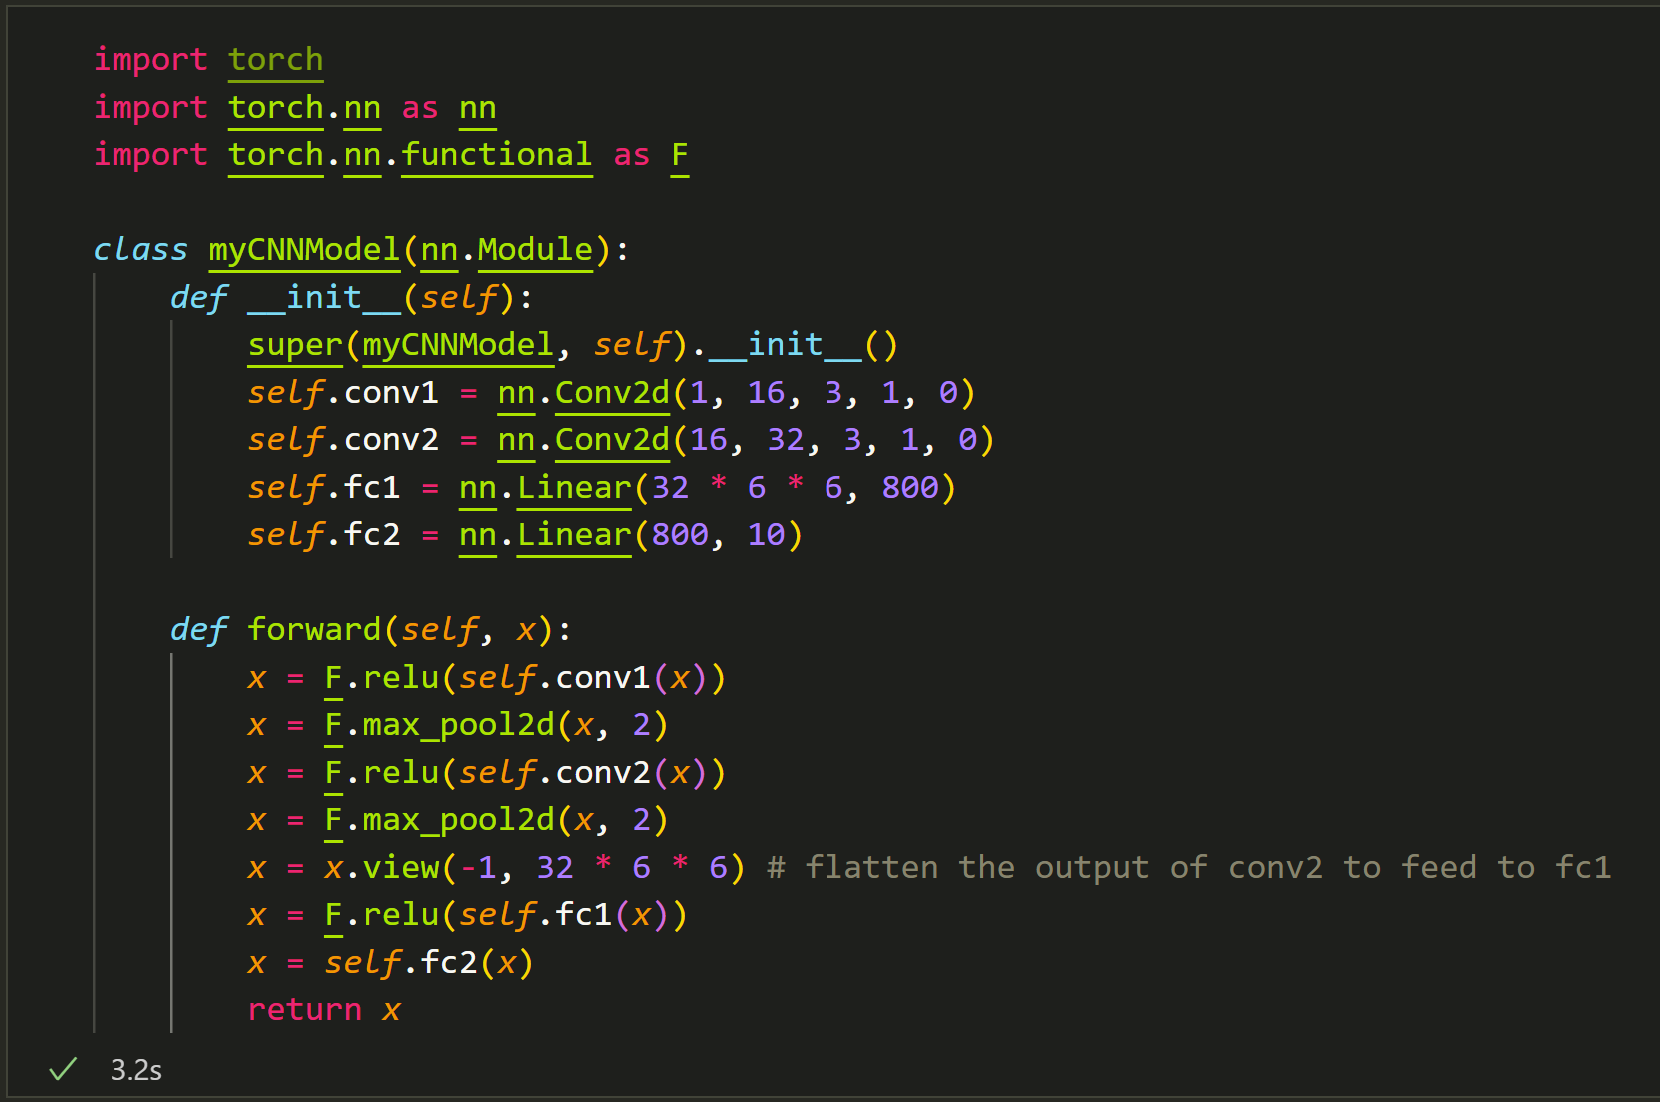 import torch
import torch.nn as nn
import torch.nn.functional as F
class myCNNModel(nn.Module):
def __init__(self):
super(myCNNModel, self).__init__()
self.conv1 = nn.Conv2d(1, 16, 3, 1, 0)
self.conv2 = nn.Conv2d(16, 32, 3, 1, 0)
self.fc1 = nn.Linear(32 * 6 * 6, 800)
self.fc2 = nn.Linear(800, 10)
def forward(self, x):
x = F.relu(self.conv1(x))
x = F.max_pool2d(x, 2)
x = F.relu(self.conv2(x))
x = F.max_pool2d(x, 2)
x = x.view(-1, 32 * 6 * 6) # flatten the output of conv2 to feed to fc1
x = F.relu(self.fc1(x))
x = self.fc2(x)
return x
3.2s